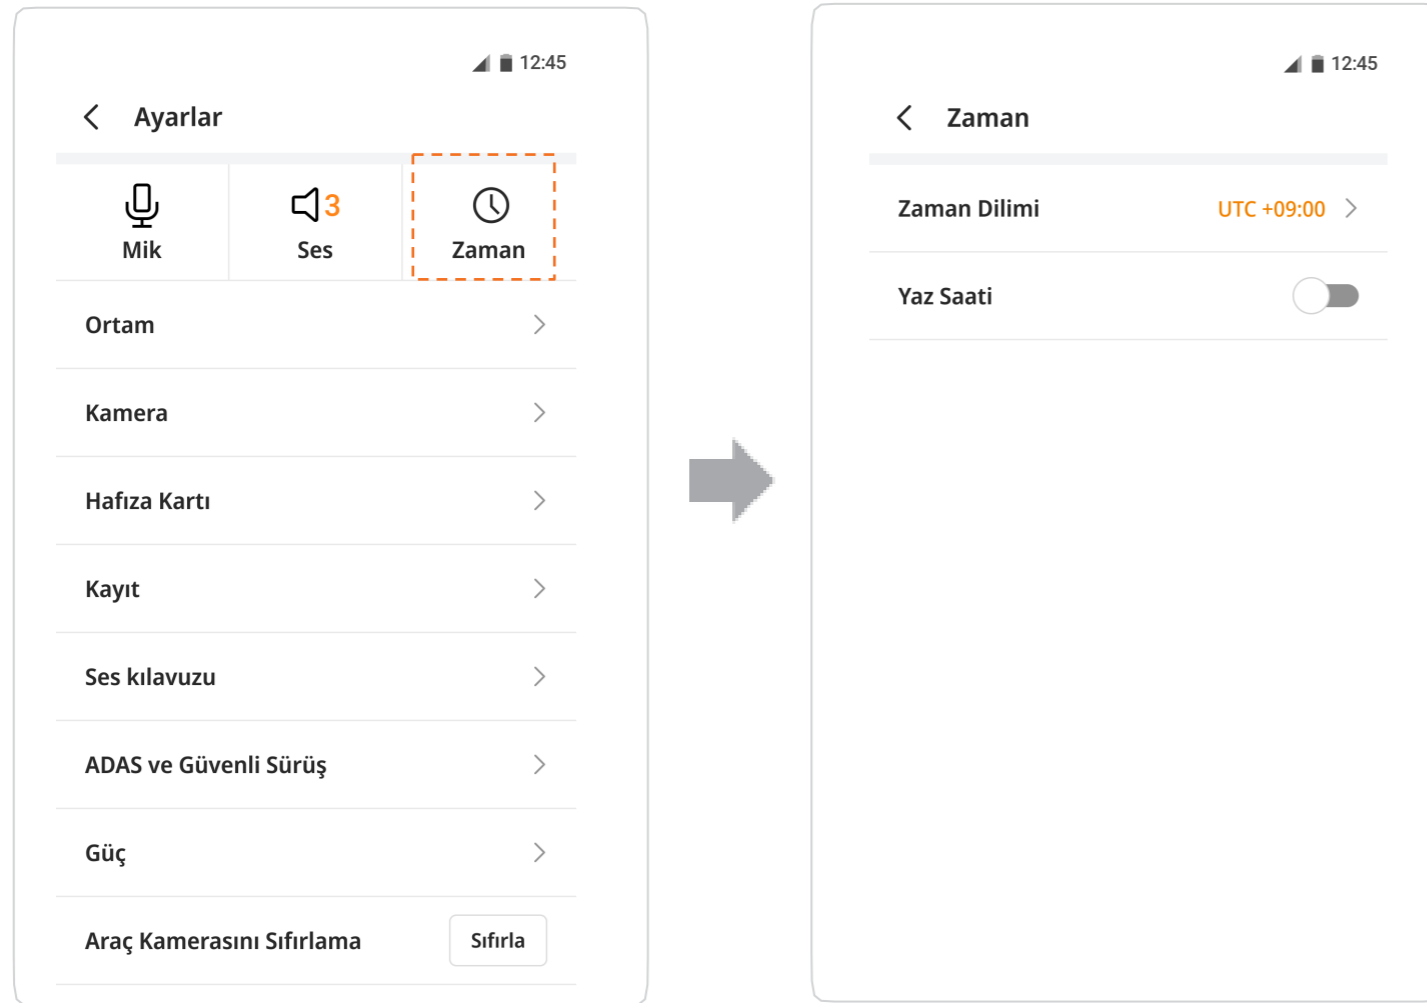 12:45
Ayarlar
3
Mik
Ses
Zaman
Ortam
Kamera
Hafıza Kartı
Kayıt
Ses kılavuzu
ADAS ve Güvenli Sürüş
Güç
Araç Kamerasını Sıfırlama
Sıfırla
12:45
Zaman
Zaman Dilimi
UTC +09:00
Yaz Saati